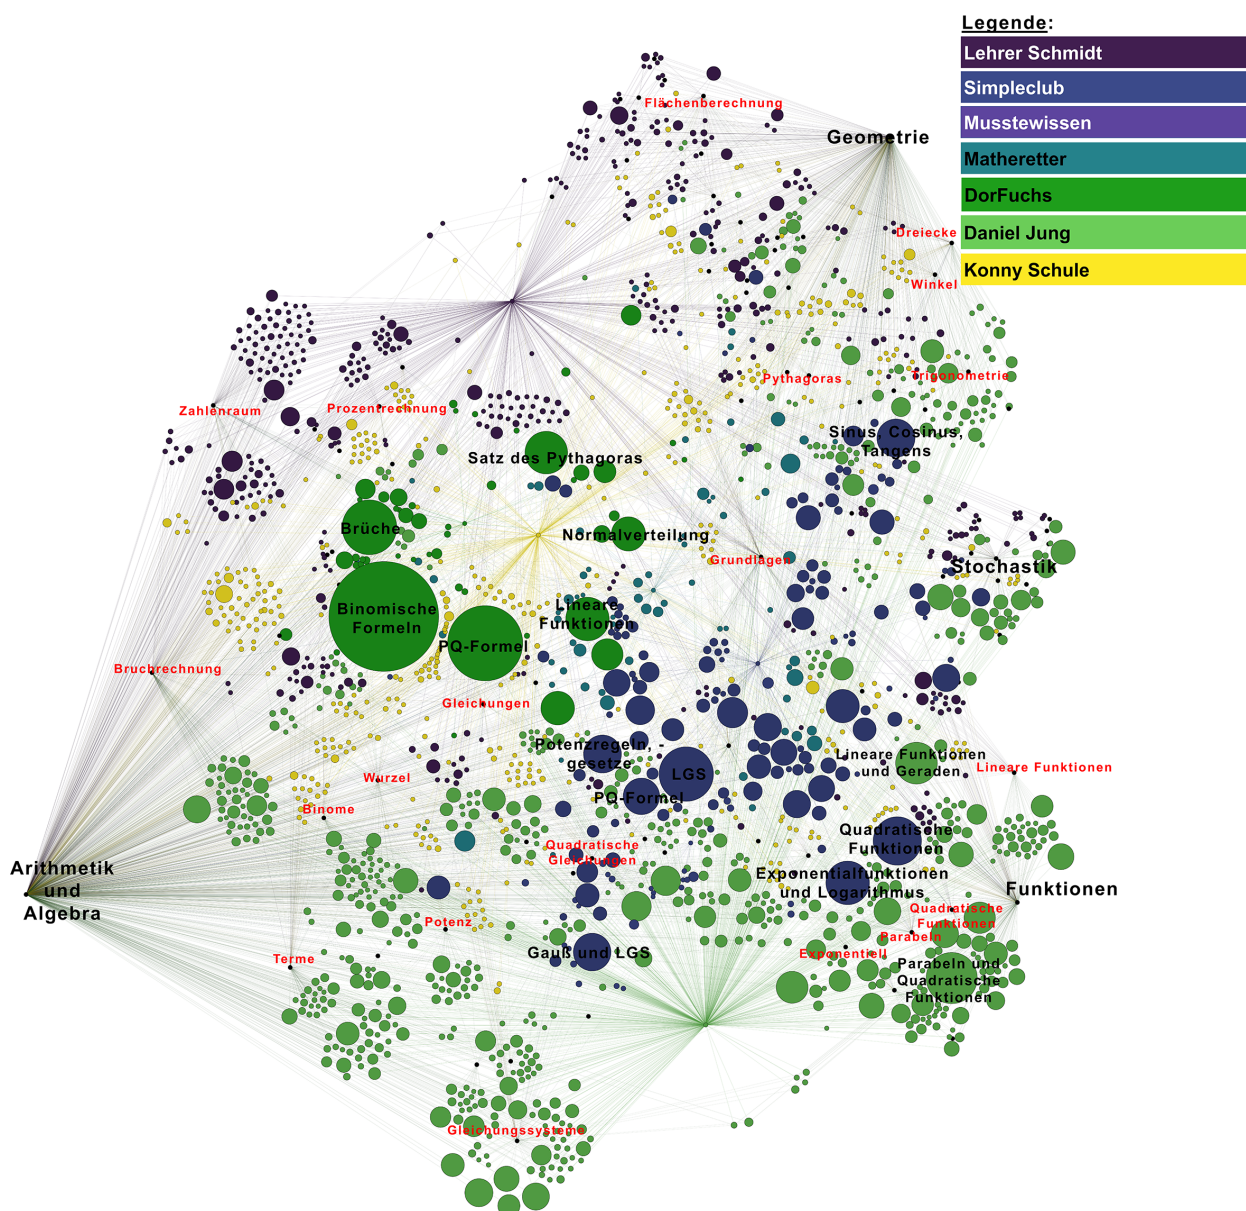 Legende:
Lehrer Schmidt
Simpleclub
Musstewissen
Matheretter
DorFuchs
Daniel Jung
Konny Schule
Flächenberechnung
Geometrie
Dreiecke
Winkel
Pythagoras
Trigonometrie
Zahlenraum
Prozentrechnung
Sinus, Cosinus,
Tangens
Satz des Pythagoras
Brüche
Normalverteilung
Grundlagen
Stochastik
Binomische
Formeln
Lineare
Funktionen
PQ-Formel
Bruchrechnung
Gleichungen
Potenzregeln, -
gesetze
LGS
PQ-Formel
Lineare Funktionen
und Geraden
Lineare Funktionen
Wurzel
Binome
Quadratische
Gleichungen
Quadratische
Funktionen
Exponentialfunktionen
und Logarithmus
Arithmetik
und
Algebra
Funktionen
Potenz
Quadratische
Funktionen
Parabeln
Gauß und LGS
Exponentiell
Terme
Parabeln und
Quadratische
Funktionen
Gleichungssysteme